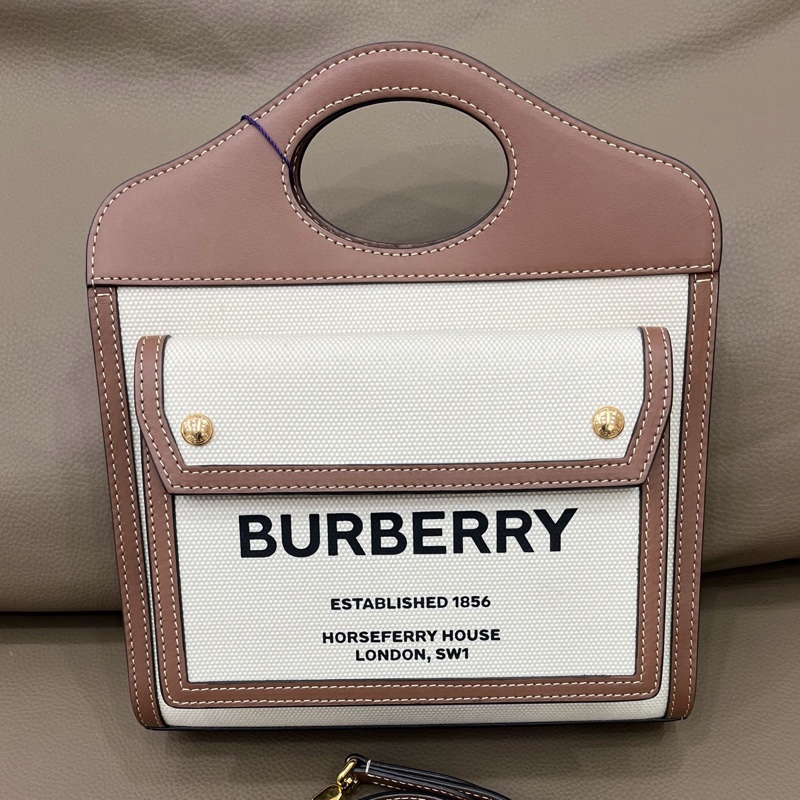 BURBERRY
ESTABLISHED 1856
HORSEFERRY HOUSE
LONDON, SW1